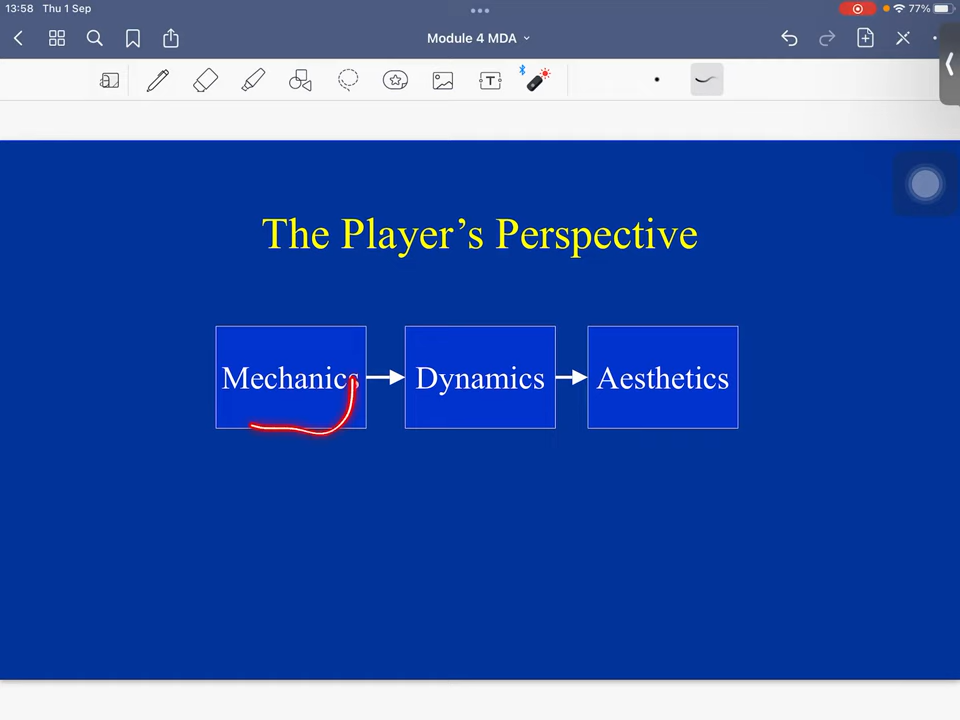 13:58 Thu 1 Sep 77%
Module 4 MDA
T
The Player's Perspective
Mechanics Dynamics Aesthetics